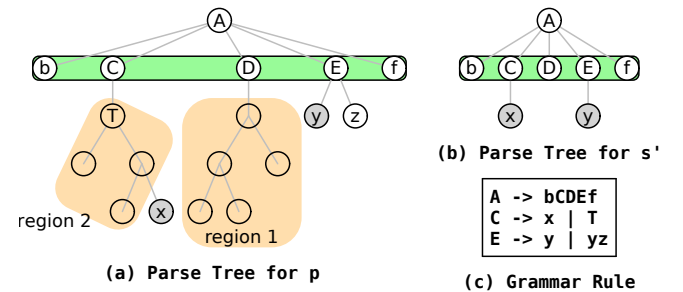 A
b C D E f
T y z
x
region 2
region 1
(a) Parse Tree for p
A
b C D E f
x y
(b) Parse Tree for s'
A -> bCDEf
C -> x | T
E -> y | yz
(c) Grammar Rule